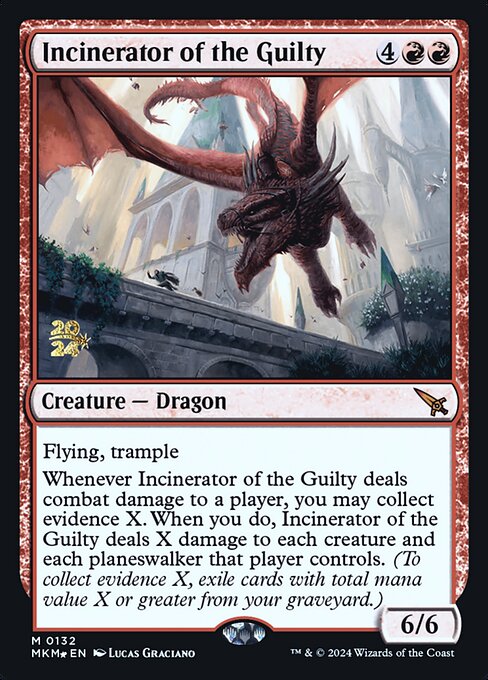 Incinerator of the Guilty 4
20
24
Creature — Dragon
Flying, trample
Whenever Incinerator of the Guilty deals
combat damage to a player, you may collect
evidence X. When you do, Incinerator of the
Guilty deals X damage to each creature and
each planeswalker that player controls. (To
collect evidence X, exile cards with total mana
value X or greater from your graveyard.)
6/6
M 0132
MKM★EN Lucas Graciano ™ & © 2024 Wizards of the Coast